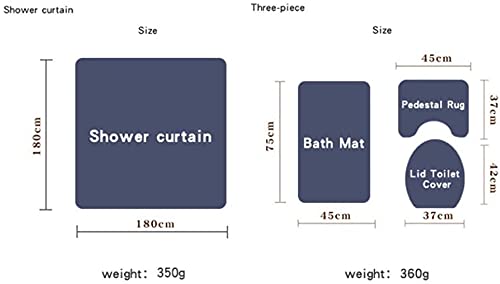 Shower curtain
Size
180cm
Shower curtain
180cm
weight: 350g
Three-piece
Size
45cm
75cm
Bath Mat
45cm
Pedestal Rug
37cm
Lid Toilet
Cover
42cm
37cm
weight: 360g